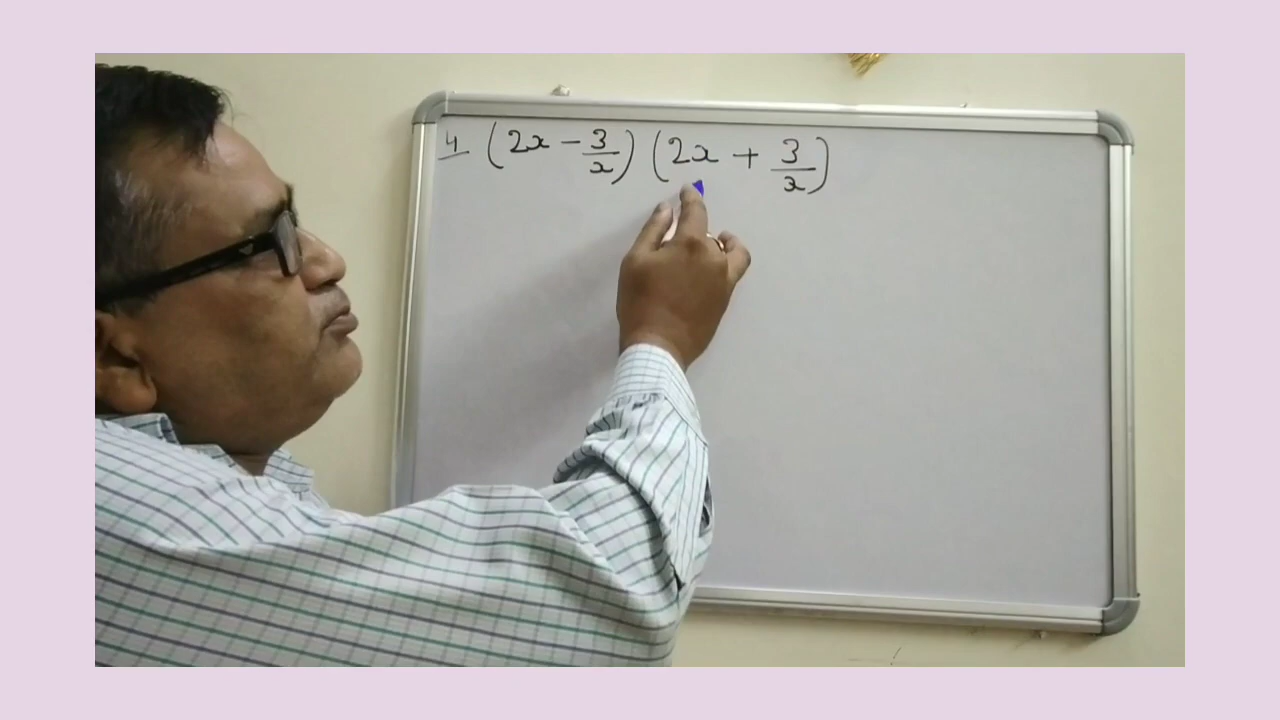 4 (2x - 3/x) (2x + 3/x)